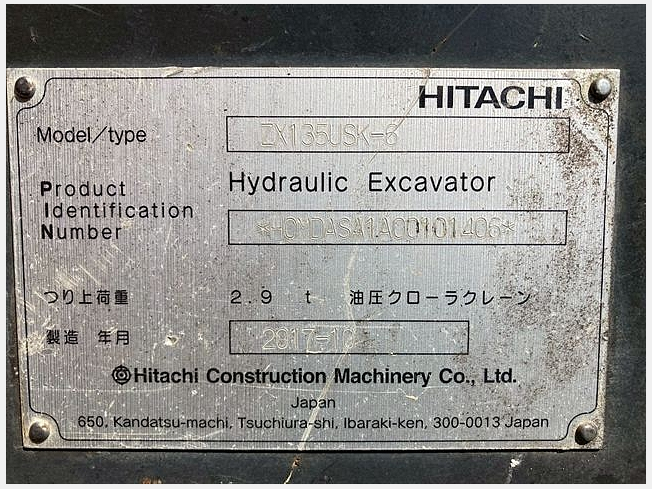 HITACHI
Model/type ZX135USK-6
Product Hydraulic Excavator
Identification
Number
つり上荷重 2.9 t 油圧クローラクレーン
製造 年月 2017-10
Hitachi Construction Machinery Co., Ltd.
Japan
650, Kandatsu-machi, Tsuchiura-shi, Ibaraki-ken, 300-0013 Japan